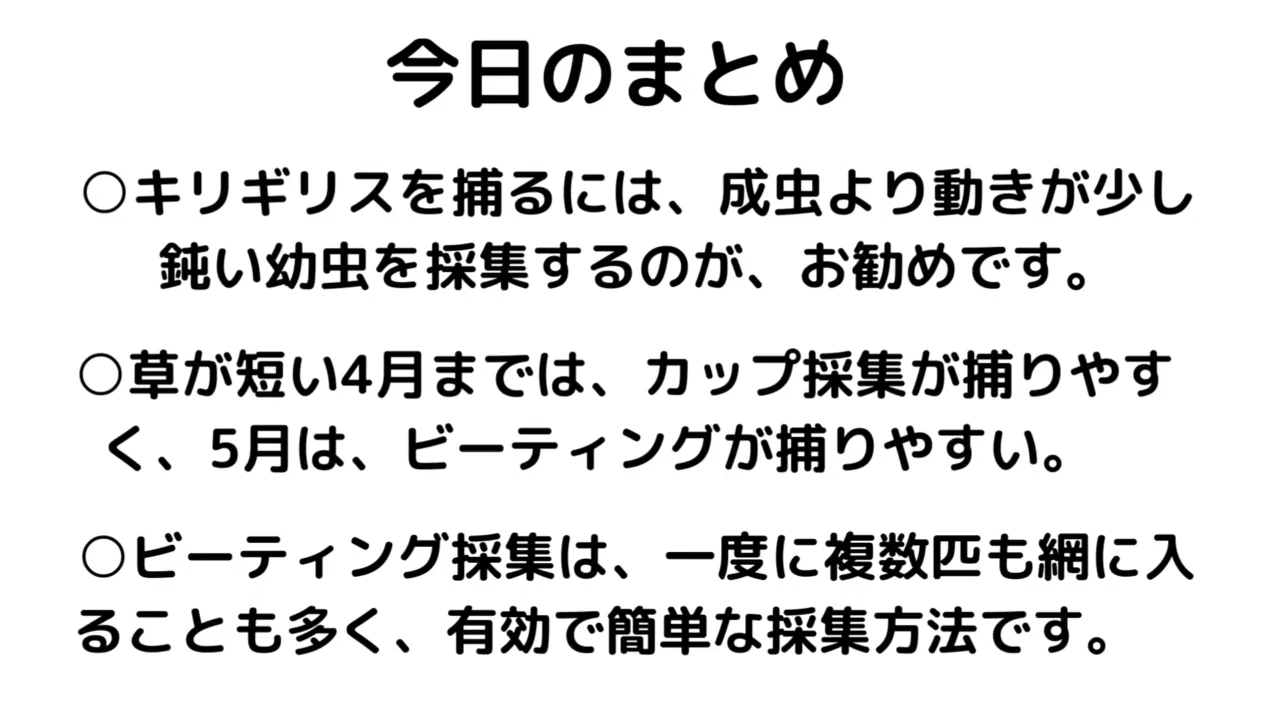 今日のまとめ
○キリギリスを捕るには、成虫より動きが少し
鈍い幼虫を採集するのが、お勧めです。
○草が短い4月までは、カップ採集が捕りやす
く、5月は、ビーティングが捕りやすい。
○ビーティング採集は、一度に複数匹も網に入
ることも多く、有効で簡単な採集方法です。